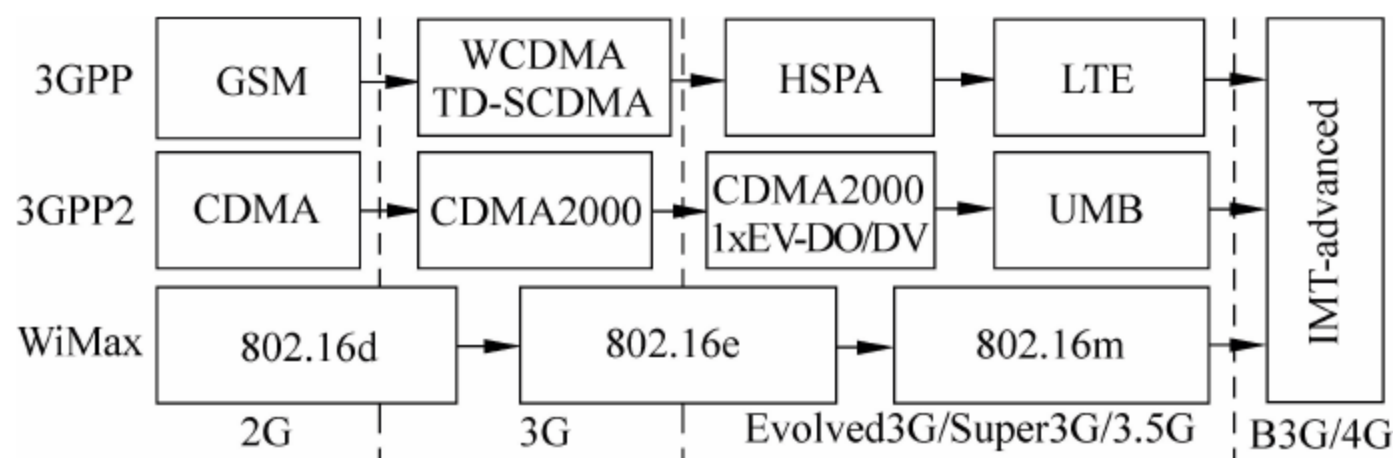 3GPP
GSM
WCDMA
TD-SCDMA
HSPA
LTE
3GPP2
CDMA
CDMA2000
CDMA2000
1xEV-DO/DV
UMB
WiMax
802.16d
802.16e
802.16m
IMT-advanced
2G
3G
Evolved3G/Super3G/3.5G
B3G/4G